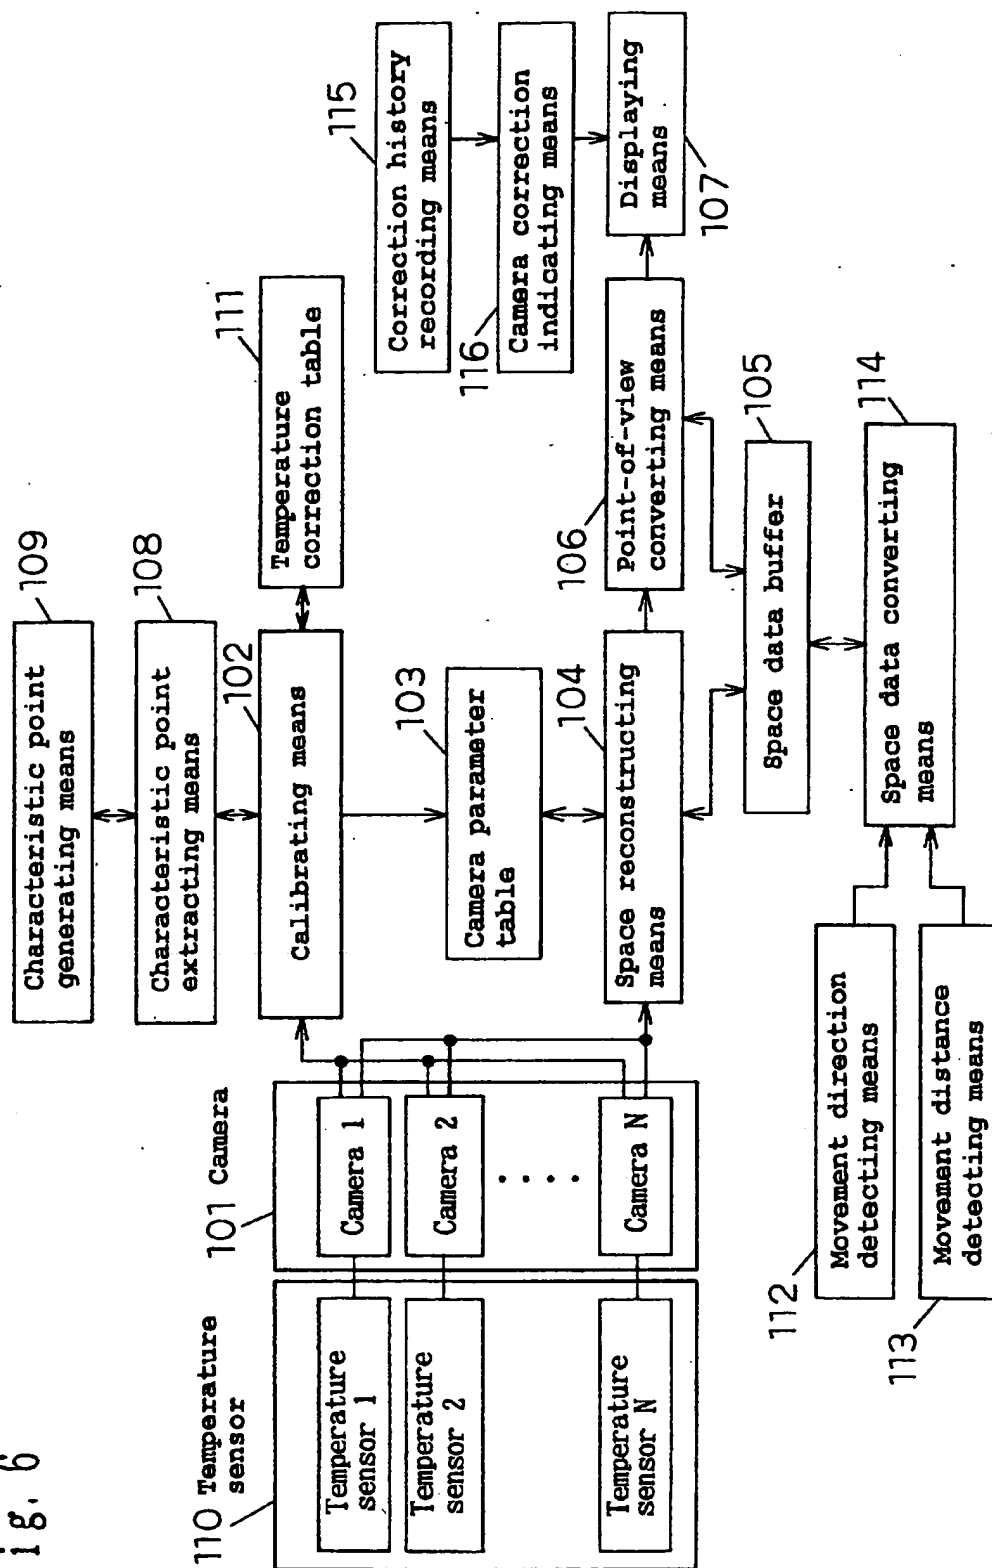 ig. 6
109
Characteristic point
generating means
108
Characteristic point
extracting means
102
Calibrating means
111
Temperature
correction table
115
Correction history
recording means
116
Camera correction
indicating means
Displaying
means
107
103
Camera parameter
table
104
Space reconstructing
means
106
Point-of-view
converting means
105
Space data buffer
114
Space data converting
means
101 Camera
Camera 1
Camera 2
Camera N
110 Temperature
sensor
Temperature
sensor 1
Temperature
sensor 2
Temperature
sensor N
112
Movement direction
detecting means
113
Movement distance
detecting means